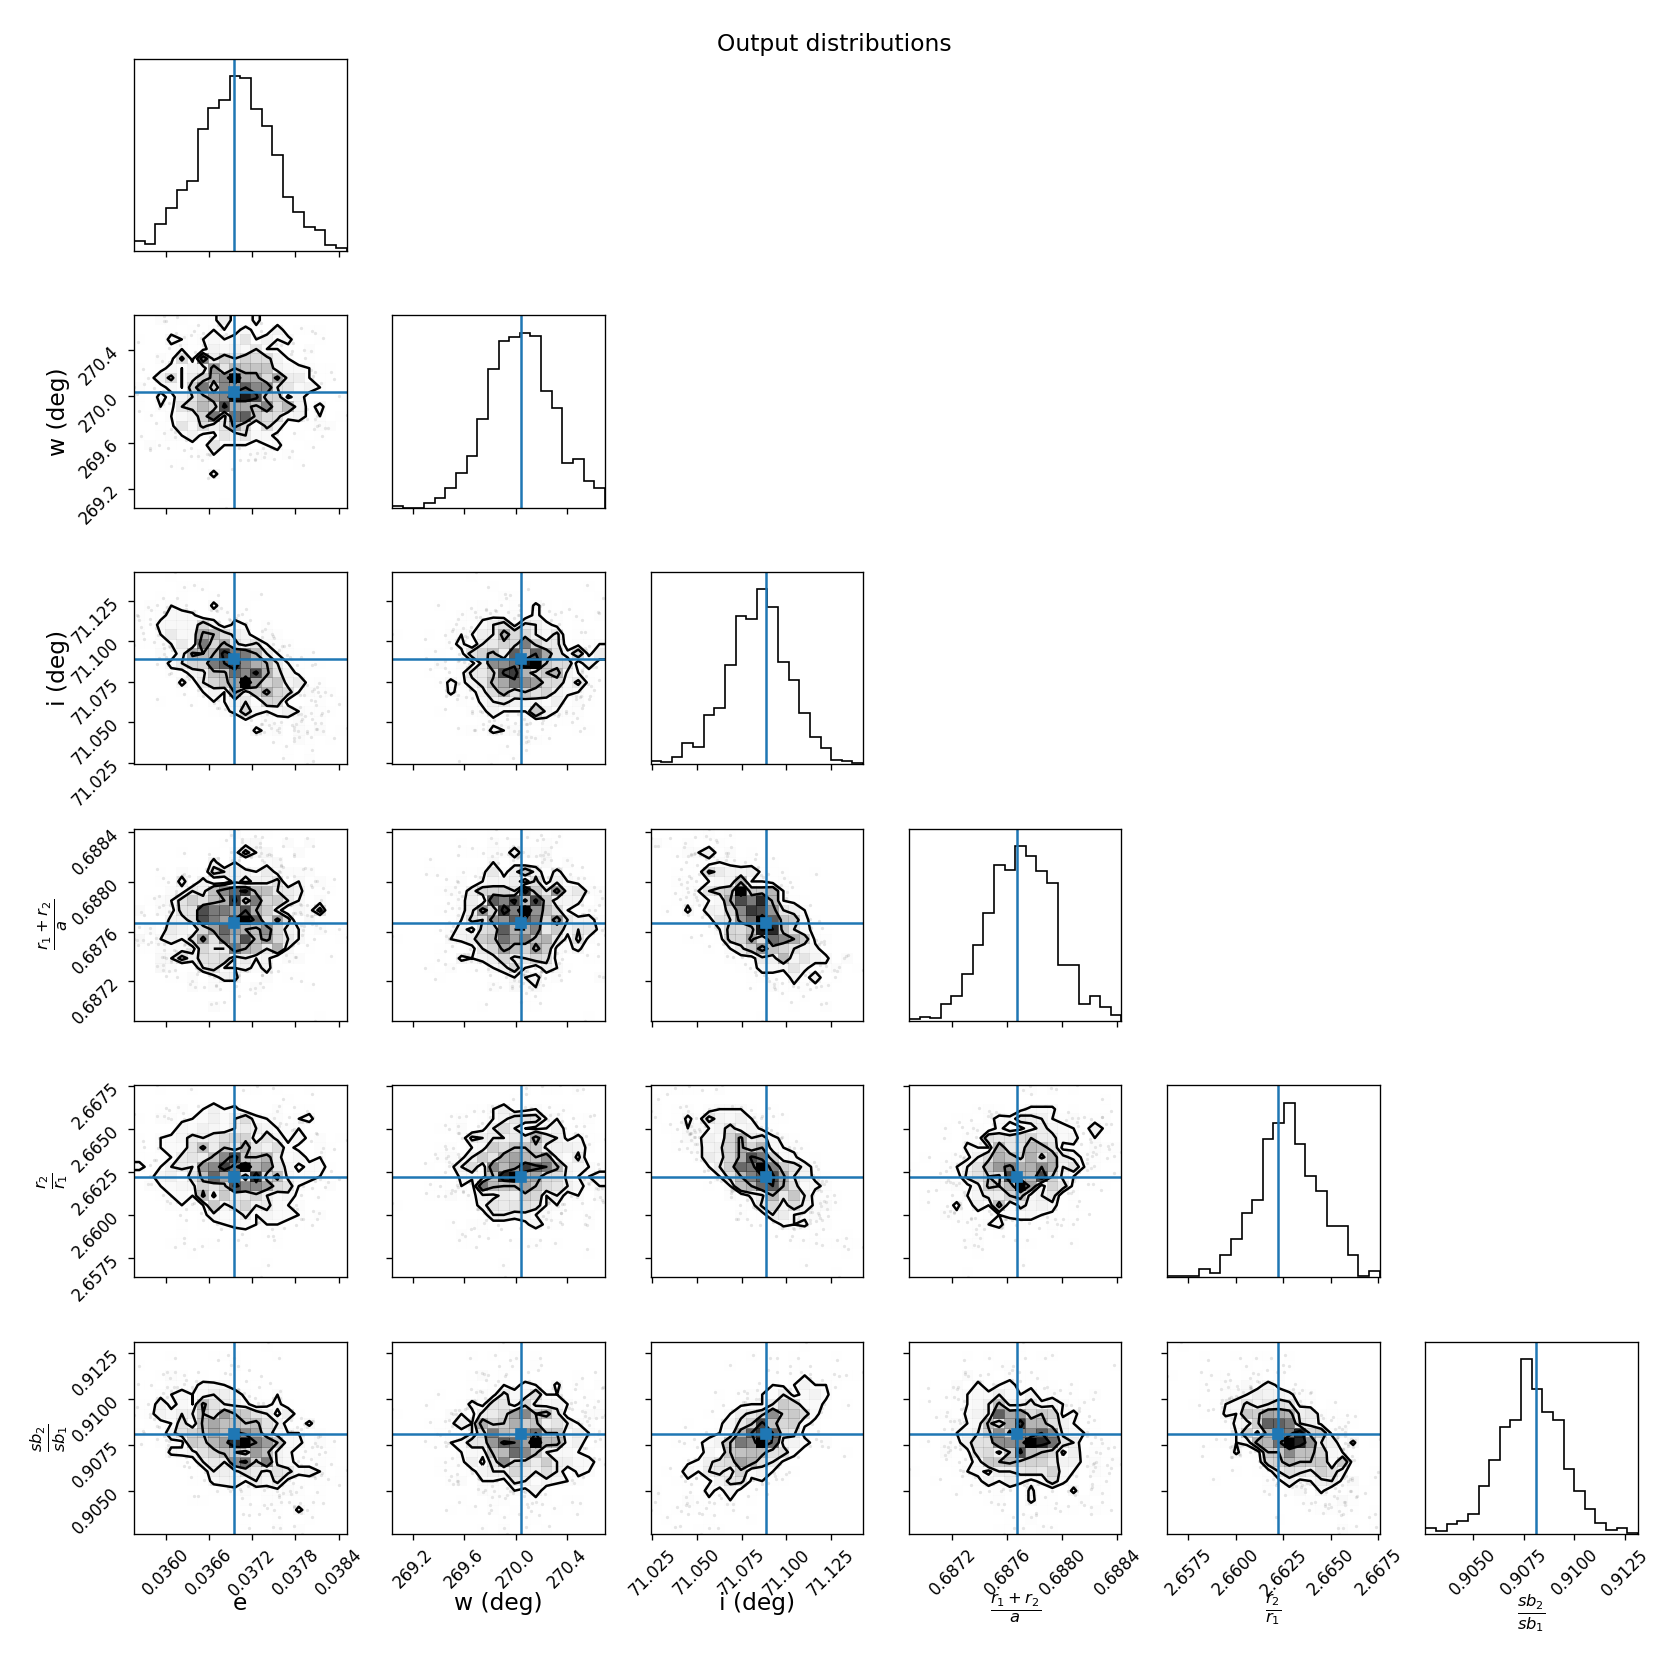 Output distributions
w (deg)
270.4
270.0
269.6
269.2
i (deg)
71.125
71.100
71.075
71.050
71.025
r₁ + r₂
a
0.6884
0.6880
0.6876
0.6872
r₂
r₁
2.6675
2.6650
2.6625
2.6600
2.6575
sb₂
sb₁
0.9125
0.9100
0.9075
0.9050
0.0360 0.0366 0.0372 0.0378 0.0384
e
269.2 269.6 270.0 270.4
w (deg)
71.025 71.050 71.075 71.100 71.125
i (deg)
0.6872 0.6876 0.6880 0.6884
r₁ + r₂
a
2.6575 2.6600 2.6625 2.6650 2.6675
r₂
r₁
0.9050 0.9075 0.9100 0.9125
sb₂
sb₁